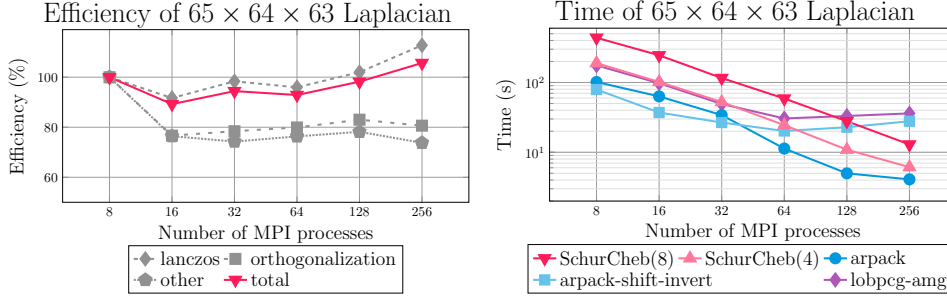 Efficiency of 65 × 64 × 63 Laplacian
Efficiency (%)
100
80
60
8 16 32 64 128 256
Number of MPI processes
lanczos orthogonalization
other total
Time of 65 × 64 × 63 Laplacian
Time (s)
10²
10¹
8 16 32 64 128 256
Number of MPI processes
SchurCheb(8) SchurCheb(4) arpack
arpack-shift-invert lobpcg-amg